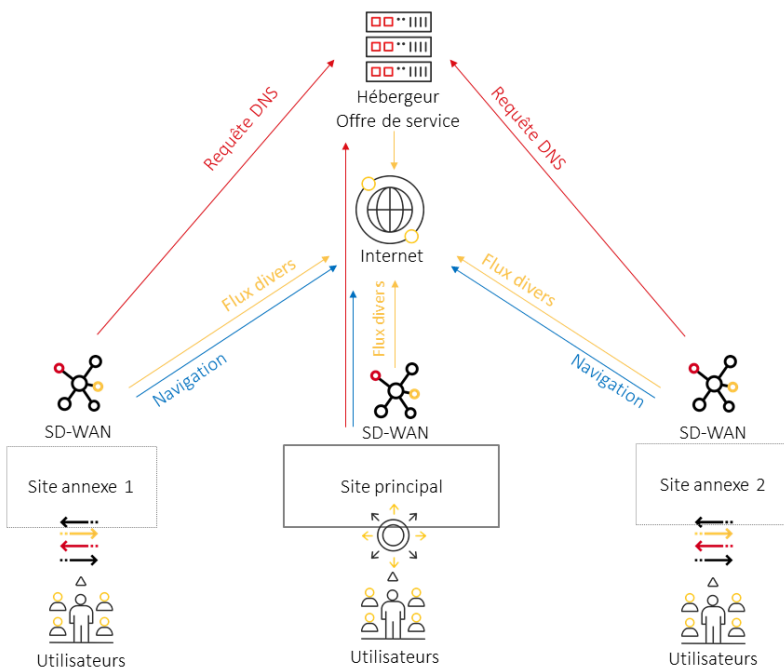 Hébergeur
Offre de service
Requête DNS
Requête DNS
Internet
Flux divers
Navigation
Flux divers
Flux divers
Navigation
SD-WAN
SD-WAN
SD-WAN
Site annexe 1
Site principal
Site annexe 2
Utilisateurs
Utilisateurs
Utilisateurs